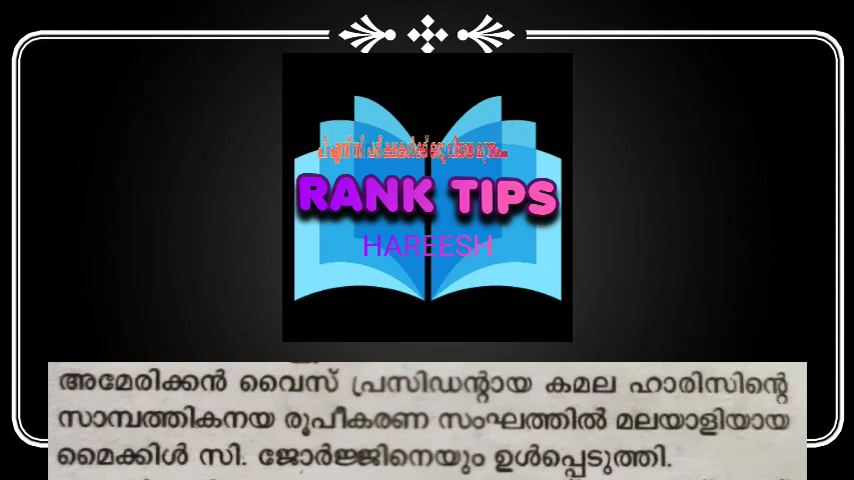 RANK TIPS
HAREESH
അമേരിക്കൻ വൈസ് പ്രസിഡന്റായ കമല ഹാരിസിന്റെ
സാമ്പത്തികനയ രൂപീകരണ സംഘത്തിൽ മലയാളിയായ
മൈക്കിൾ സി. ജോർജ്ജിനെയും ഉൾപ്പെടുത്തി.